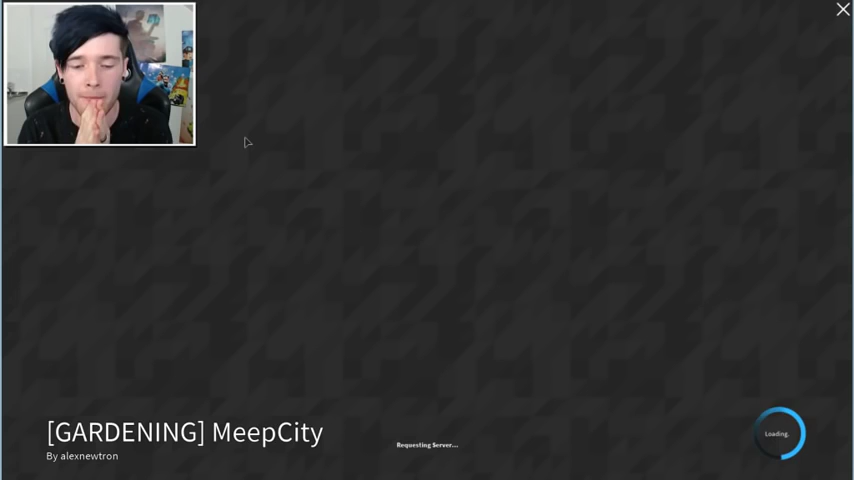 [GARDENING] MeepCity
By alexnewtron
Requesting Server...
Loading.